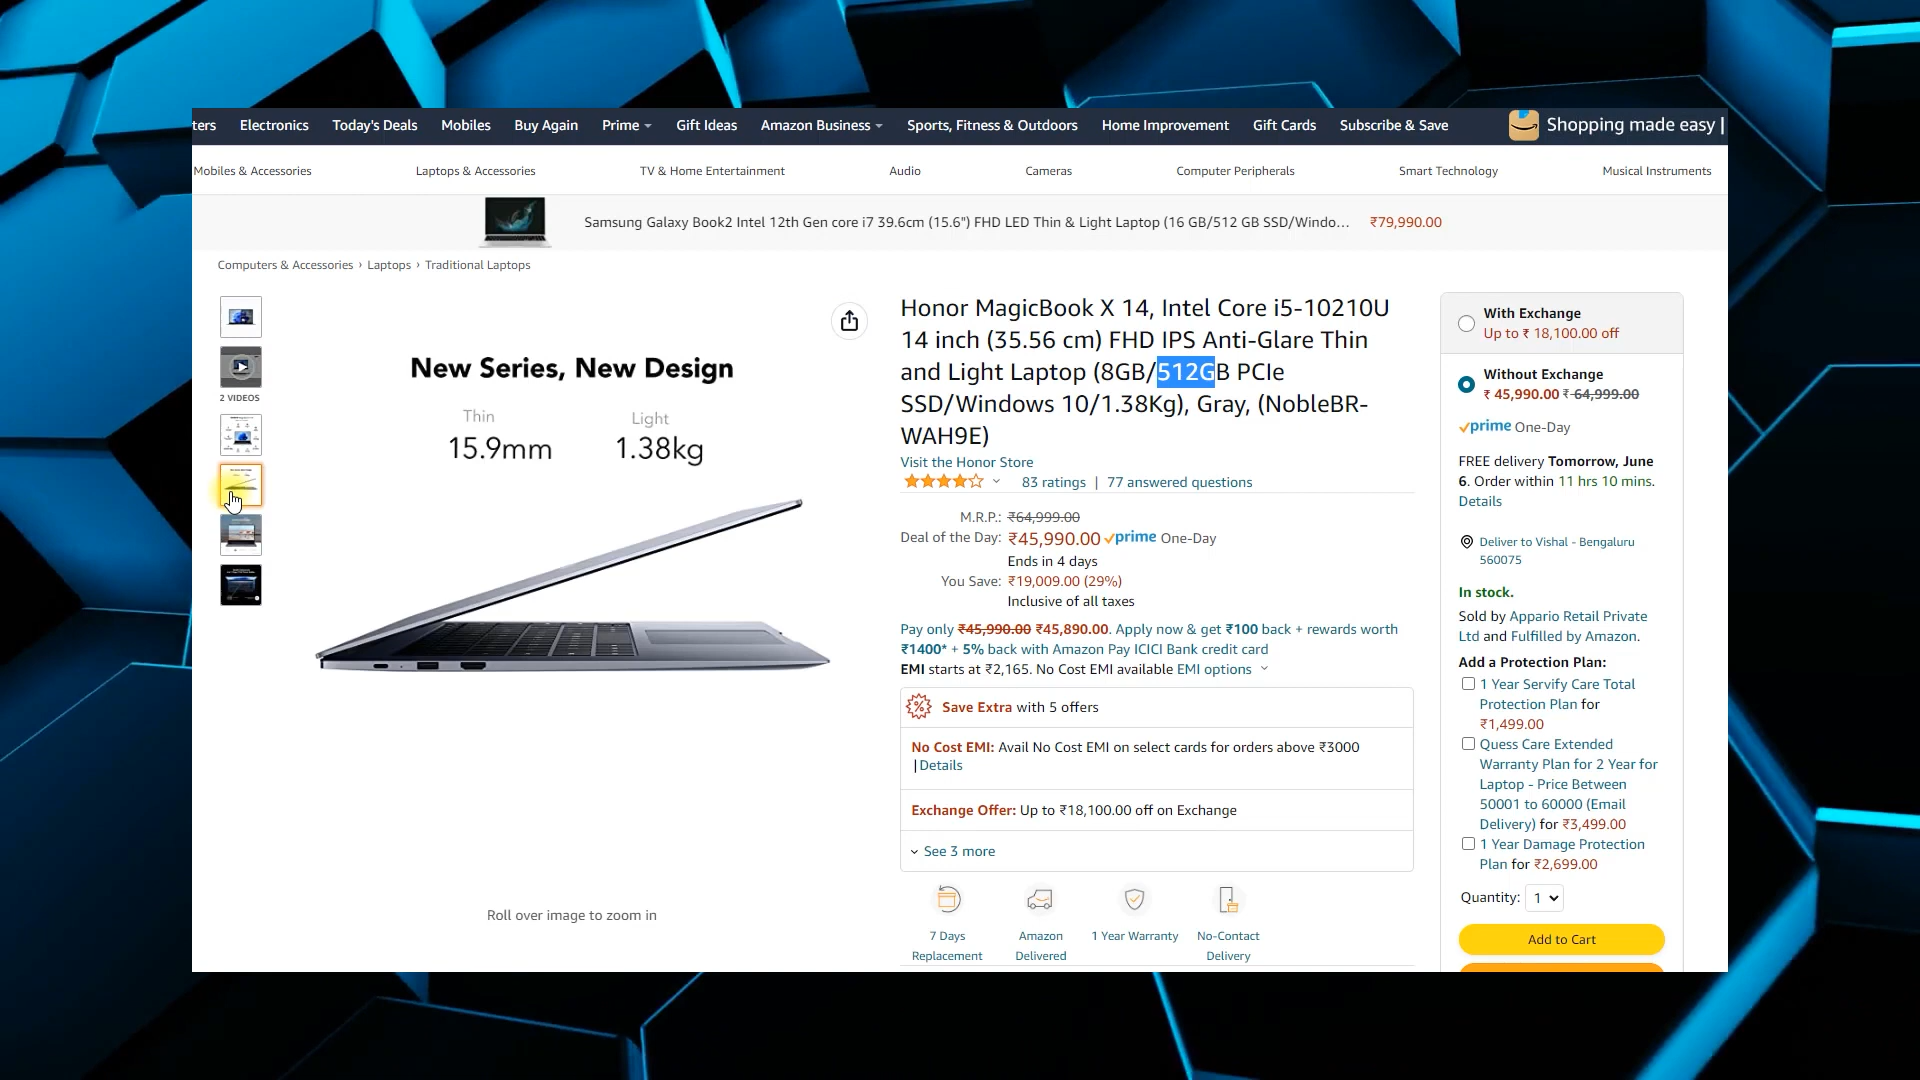 ters Electronics Today's Deals Mobiles Buy Again Prime Gift Ideas Amazon Business Sports, Fitness & Outdoors Home Improvement Gift Cards Subscribe & Save Shopping made easy |
Mobiles & Accessories Laptops & Accessories TV & Home Entertainment Audio Cameras Computer Peripherals Smart Technology Musical Instruments
Samsung Galaxy Book2 Intel 12th Gen core i7 39.6cm (15.6") FHD LED Thin & Light Laptop (16 GB/512 GB SSD/Windo... ₹79,990.00
Computers & Accessories › Laptops › Traditional Laptops
2 VIDEOS
New Series, New Design
Thin Light
15.9mm 1.38kg
Roll over image to zoom in
Honor MagicBook X 14, Intel Core i5-10210U
14 inch (35.56 cm) FHD IPS Anti-Glare Thin
and Light Laptop (8GB/512GB PCIe
SSD/Windows 10/1.38Kg), Gray, (NobleBR-
WAH9E)
Visit the Honor Store
83 ratings | 77 answered questions
M.R.P.: ₹64,999.00
Deal of the Day: ₹45,990.00 prime One-Day
Ends in 4 days
You Save: ₹19,009.00 (29%)
Inclusive of all taxes
Pay only ₹45,990.00 ₹45,890.00. Apply now & get ₹100 back + rewards worth
₹1400* + 5% back with Amazon Pay ICICI Bank credit card
EMI starts at ₹2,165. No Cost EMI available EMI options
Save Extra with 5 offers
No Cost EMI: Avail No Cost EMI on select cards for orders above ₹3000
|Details
Exchange Offer: Up to ₹18,100.00 off on Exchange
See 3 more
7 Days
Replacement
Amazon
Delivered
1 Year Warranty
No-Contact
Delivery
With Exchange
Up to ₹ 18,100.00 off
Without Exchange
₹ 45,990.00 ₹ 64,999.00
prime One-Day
FREE delivery Tomorrow, June
6. Order within 11 hrs 10 mins.
Details
Deliver to Vishal - Bengaluru
560075
In stock.
Sold by Appario Retail Private
Ltd and Fulfilled by Amazon.
Add a Protection Plan:
1 Year Servify Care Total
Protection Plan for
₹1,499.00
Quess Care Extended
Warranty Plan for 2 Year for
Laptop - Price Between
50001 to 60000 (Email
Delivery) for ₹3,499.00
1 Year Damage Protection
Plan for ₹2,699.00
Quantity: 1
Add to Cart